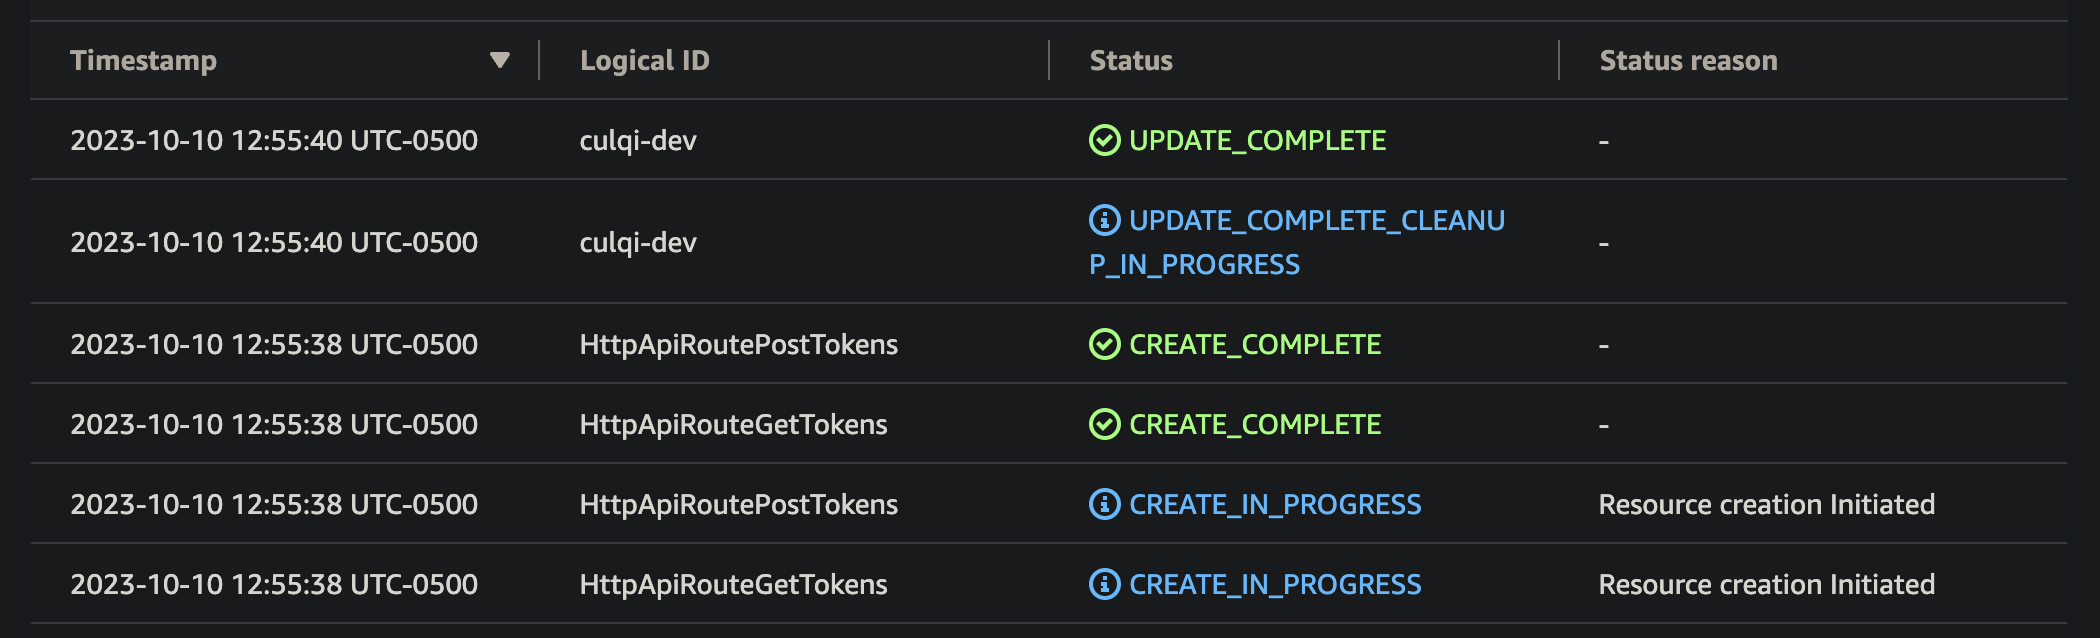 Timestamp Logical ID Status Status reason
2023-10-10 12:55:40 UTC-0500 culqi-dev UPDATE_COMPLETE -
2023-10-10 12:55:40 UTC-0500 culqi-dev UPDATE_COMPLETE_CLEANU
P_IN_PROGRESS -
2023-10-10 12:55:38 UTC-0500 HttpApiRoutePostTokens CREATE_COMPLETE -
2023-10-10 12:55:38 UTC-0500 HttpApiRouteGetTokens CREATE_COMPLETE -
2023-10-10 12:55:38 UTC-0500 HttpApiRoutePostTokens CREATE_IN_PROGRESS Resource creation Initiated
2023-10-10 12:55:38 UTC-0500 HttpApiRouteGetTokens CREATE_IN_PROGRESS Resource creation Initiated